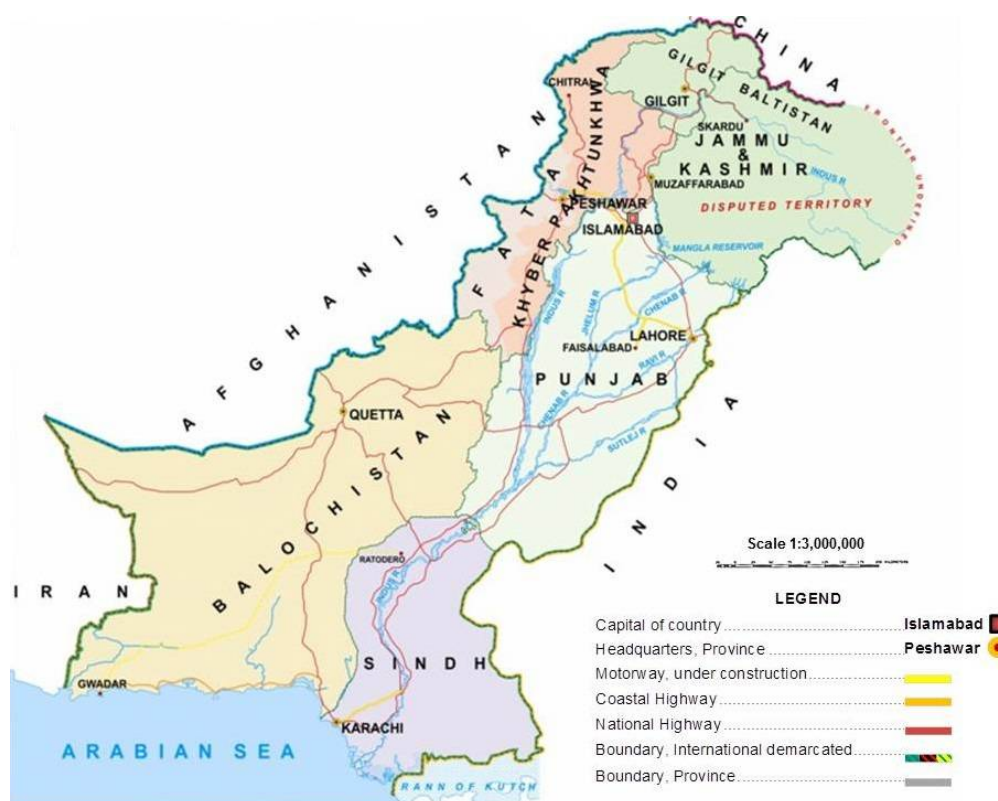 CHINA
GILGIT BALTISTAN
CHITRAL
GILGIT
SKARDU
JAMMU
&
KASHMIR
INDUS R
FRONTIER UNDEFINED
MUZAFFARABAD
DISPUTED TERRITORY
AFGHANISTAN
FATA
KHYBER PAKHTUNKHWA
PESHAWAR
ISLAMABAD
MANGLA RESERVOIR
INDUS R
JHELUM R
CHENAB R
LAHORE
FAISALABAD
RAVI R
PUNJAB
CHENAB R
SUTLEJ R
QUETTA
BALOCHISTAN
INDIA
IRAN
RATODERO
INDUS R
SINDH
GWADAR
KARACHI
ARABIAN SEA
RANN OF KUTCH
Scale 1:3,000,000
LEGEND
Capital of country Islamabad
Headquarters, Province Peshawar
Motorway, under construction
Coastal Highway
National Highway
Boundary, International demarcated
Boundary, Province